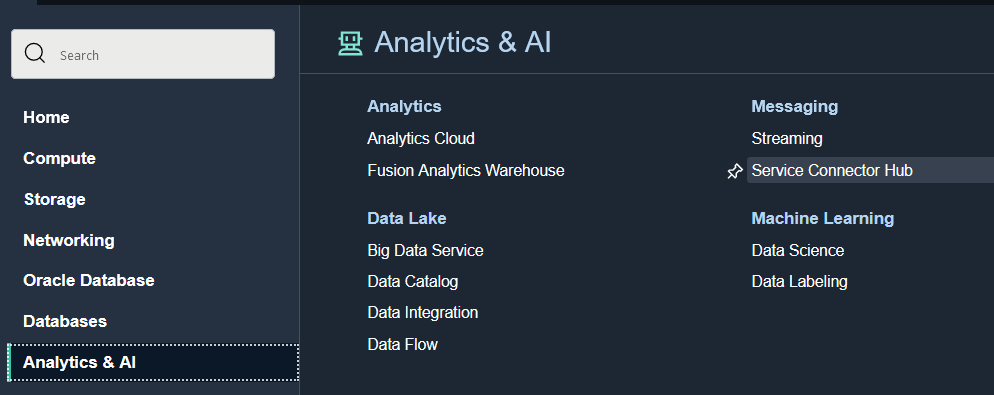 Search
Home
Compute
Storage
Networking
Oracle Database
Databases
Analytics & AI
Analytics & AI
Analytics
Analytics Cloud
Fusion Analytics Warehouse
Data Lake
Big Data Service
Data Catalog
Data Integration
Data Flow
Messaging
Streaming
Service Connector Hub
Machine Learning
Data Science
Data Labeling